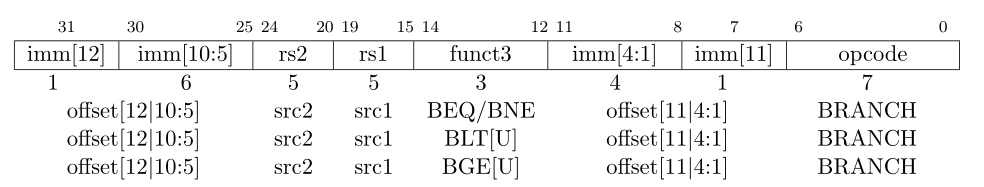 31 30 25 24 20 19 15 14 12 11 8 7 6 0
imm[12] imm[10:5] rs2 rs1 funct3 imm[4:1] imm[11] opcode
1 6 5 5 3 4 1 7
offset[12|10:5] src2 src1 BEQ/BNE offset[11|4:1] BRANCH
offset[12|10:5] src2 src1 BLT[U] offset[11|4:1] BRANCH
offset[12|10:5] src2 src1 BGE[U] offset[11|4:1] BRANCH